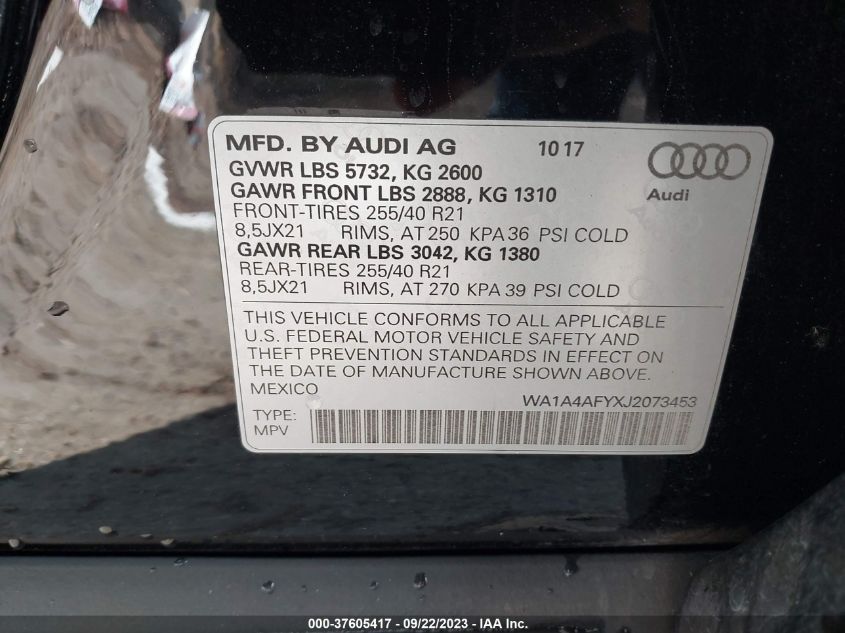 MFD. BY AUDI AG 10 17
GVWR LBS 5732, KG 2600
GAWR FRONT LBS 2888, KG 1310
Audi
FRONT-TIRES 255/40 R21
8,5JX21 RIMS, AT 250 KPA 36 PSI COLD
GAWR REAR LBS 3042, KG 1380
REAR-TIRES 255/40 R21
8,5JX21 RIMS, AT 270 KPA 39 PSI COLD
THIS VEHICLE CONFORMS TO ALL APPLICABLE
U.S. FEDERAL MOTOR VEHICLE SAFETY AND
THEFT PREVENTION STANDARDS IN EFFECT ON
THE DATE OF MANUFACTURE SHOWN ABOVE.
MEXICO WA1A4AFYXJ2073453
TYPE:
MPV
000-37605417 - 09/22/2023 - IAA Inc.